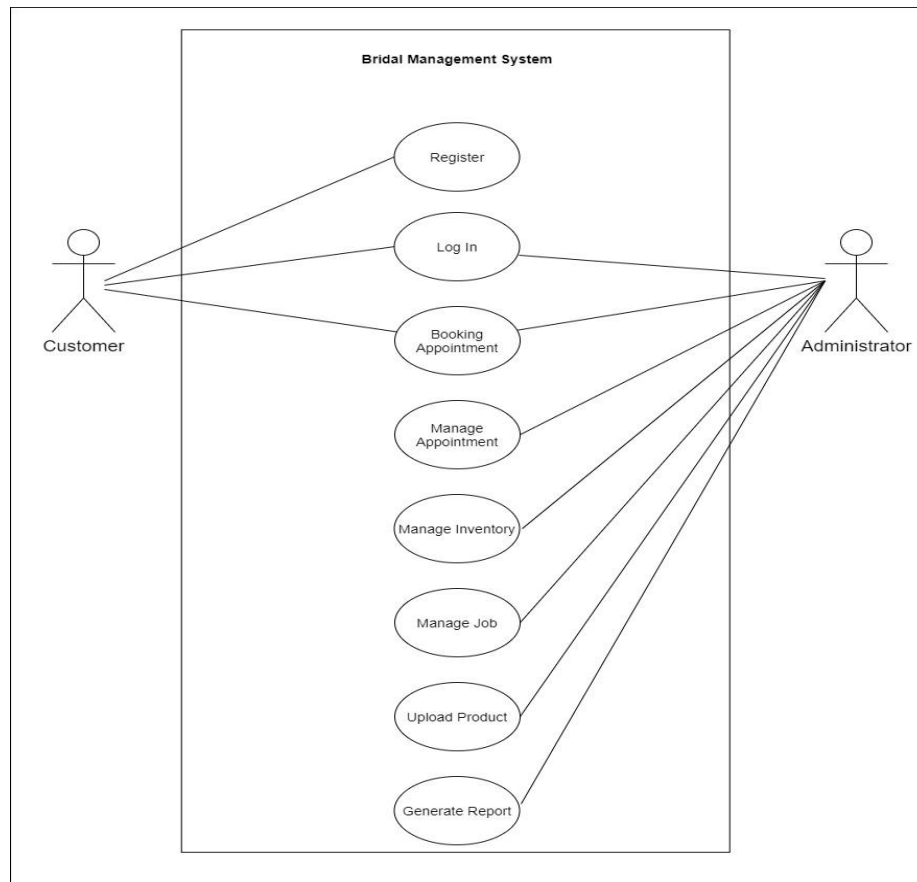 Bridal Management System
Register
Log In
Booking
Appointment
Customer
Administrator
Manage
Appointment
Manage Inventory
Manage Job
Upload Product
Generate Report